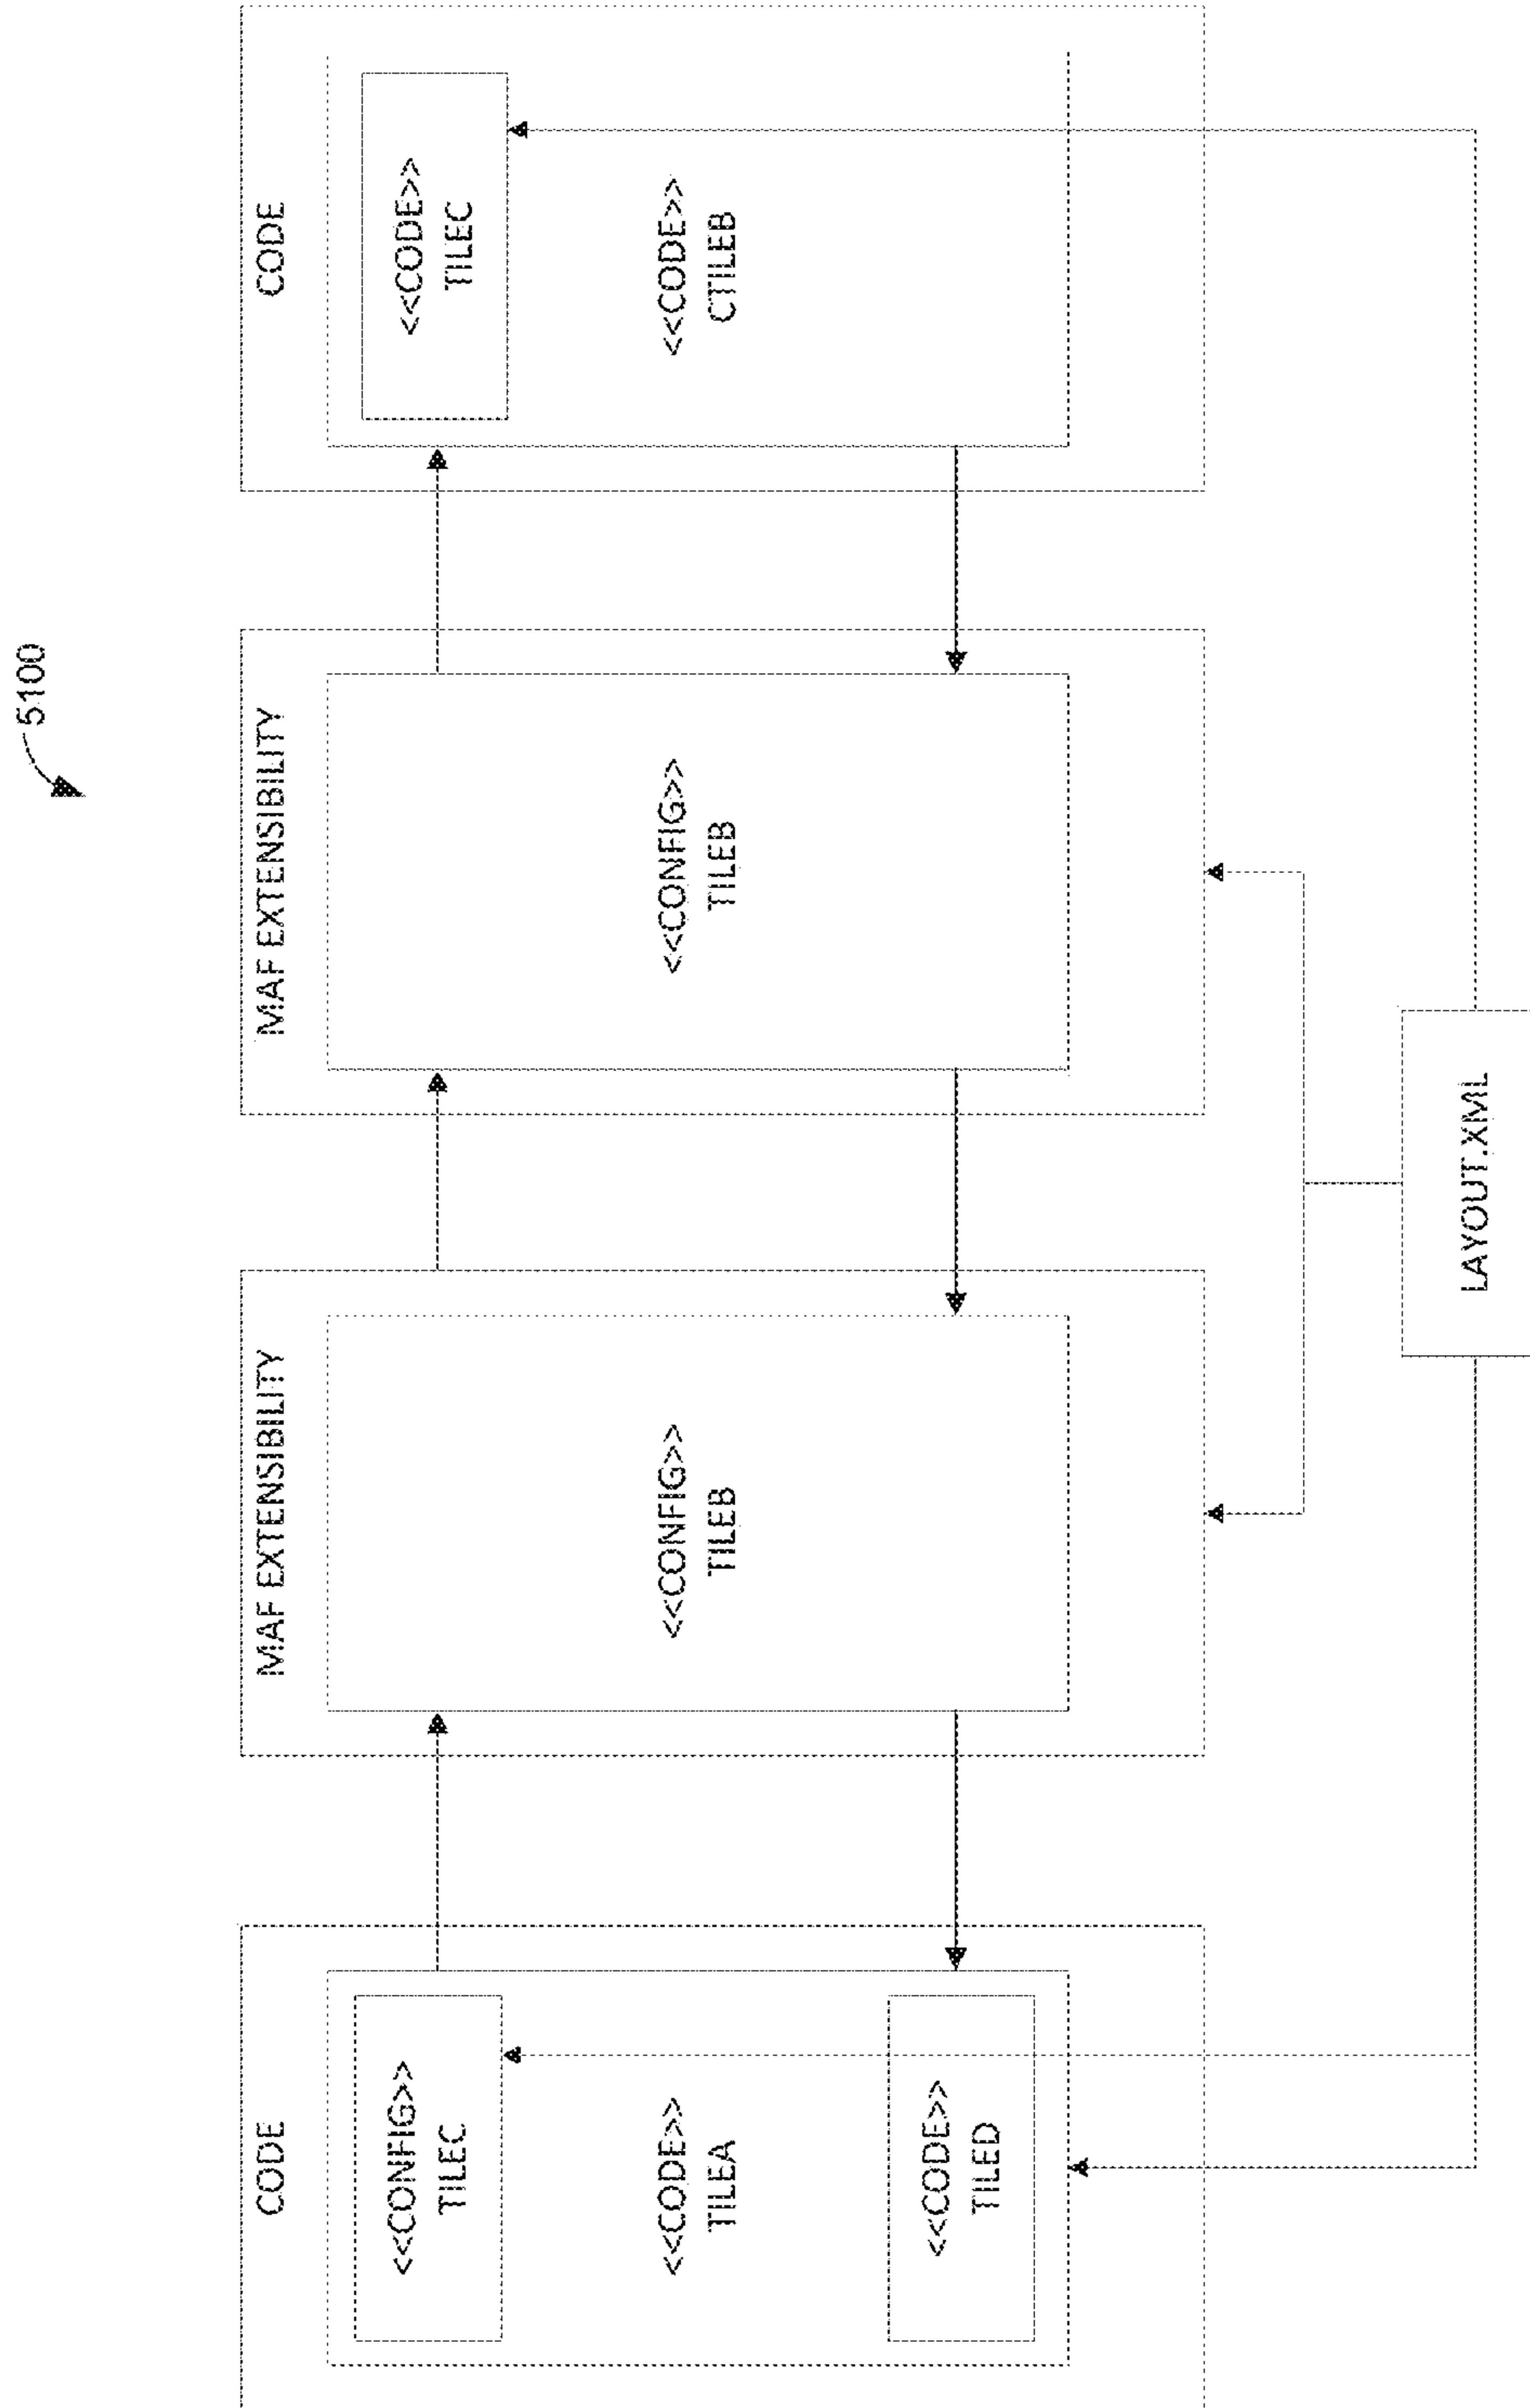 5100
CODE
<<CONFIG>>
TILEC
<<CODE>>
TILEA
<<CODE>>
TILED
MAF EXTENSIBILITY
<<CONFIG>>
TILEB
MAF EXTENSIBILITY
<<CONFIG>>
TILEB
CODE
<<CODE>>
TILEC
<<CODE>>
CTILEB
LAYOUT.XML